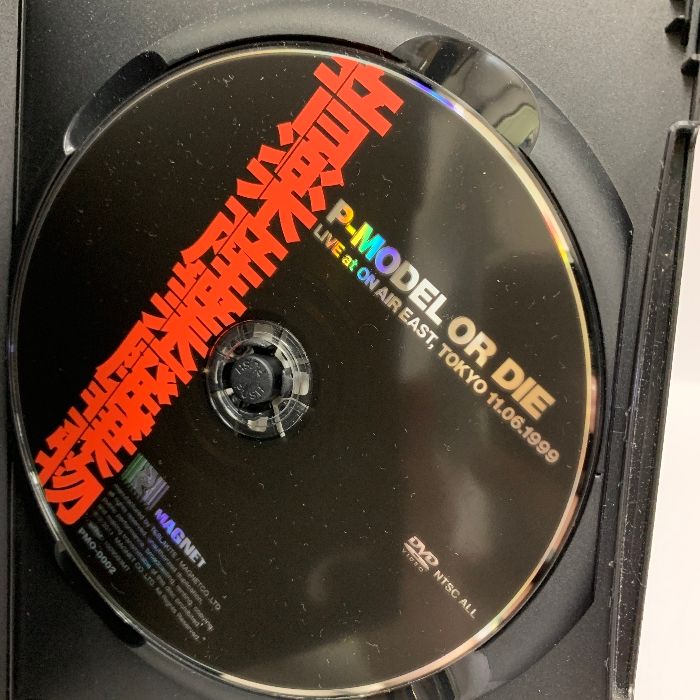 音楽産業廃棄物
P-MODEL OR DIE
LIVE at ON AIR EAST, TOKYO 11.06.1999
MAGNET
PMO-0002
DVD
VIDEO
NTSC ALL